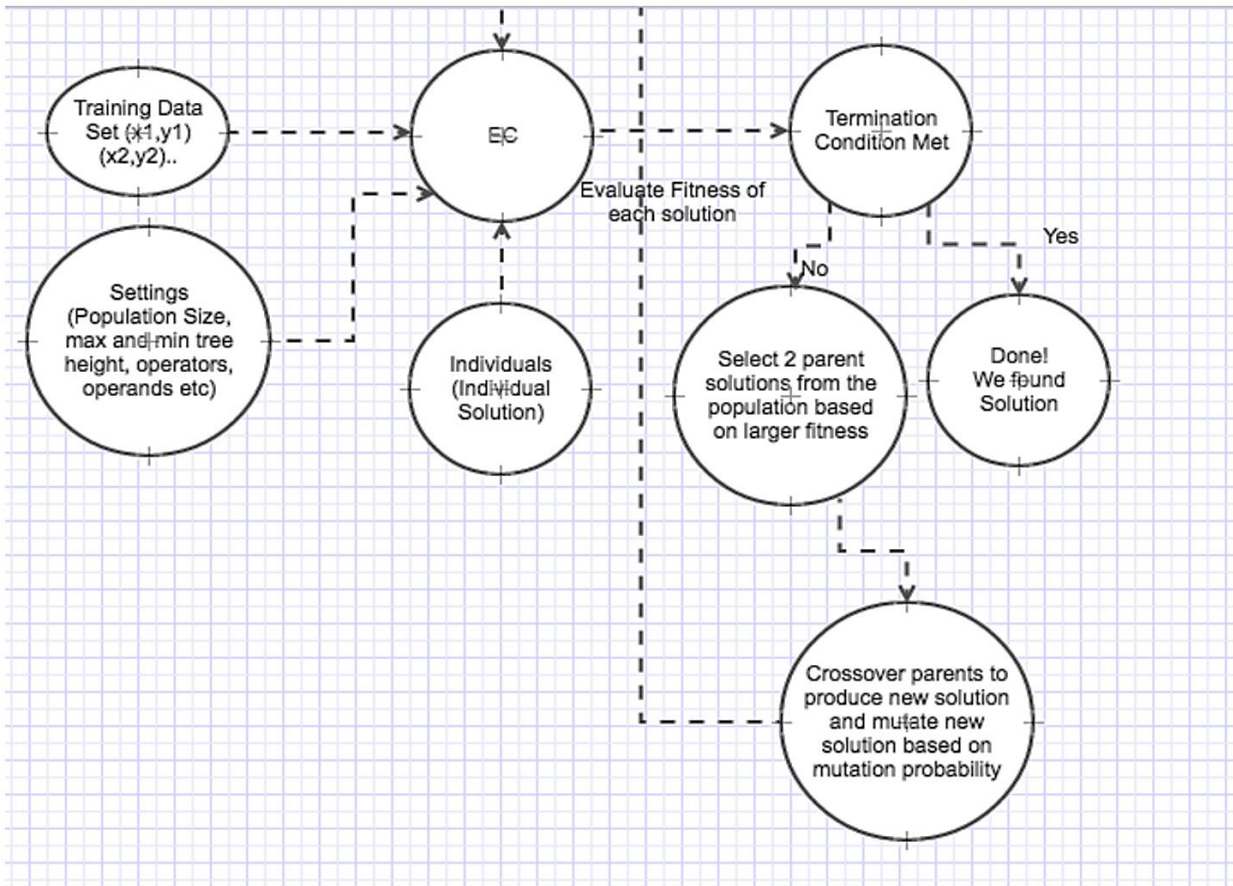 Training Data
Set (x1,y1)
(x2,y2)..
EC
Termination
Condition Met
Evaluate Fitness of
each solution
Yes
No
Settings
(Population Size,
max and min tree
height, operators,
operands etc)
Individuals
(Individual
Solution)
Select 2 parent
solutions from the
population based
on larger fitness
Done!
We found
Solution
Crossover parents to
produce new solution
and mutate new
solution based on
mutation probability